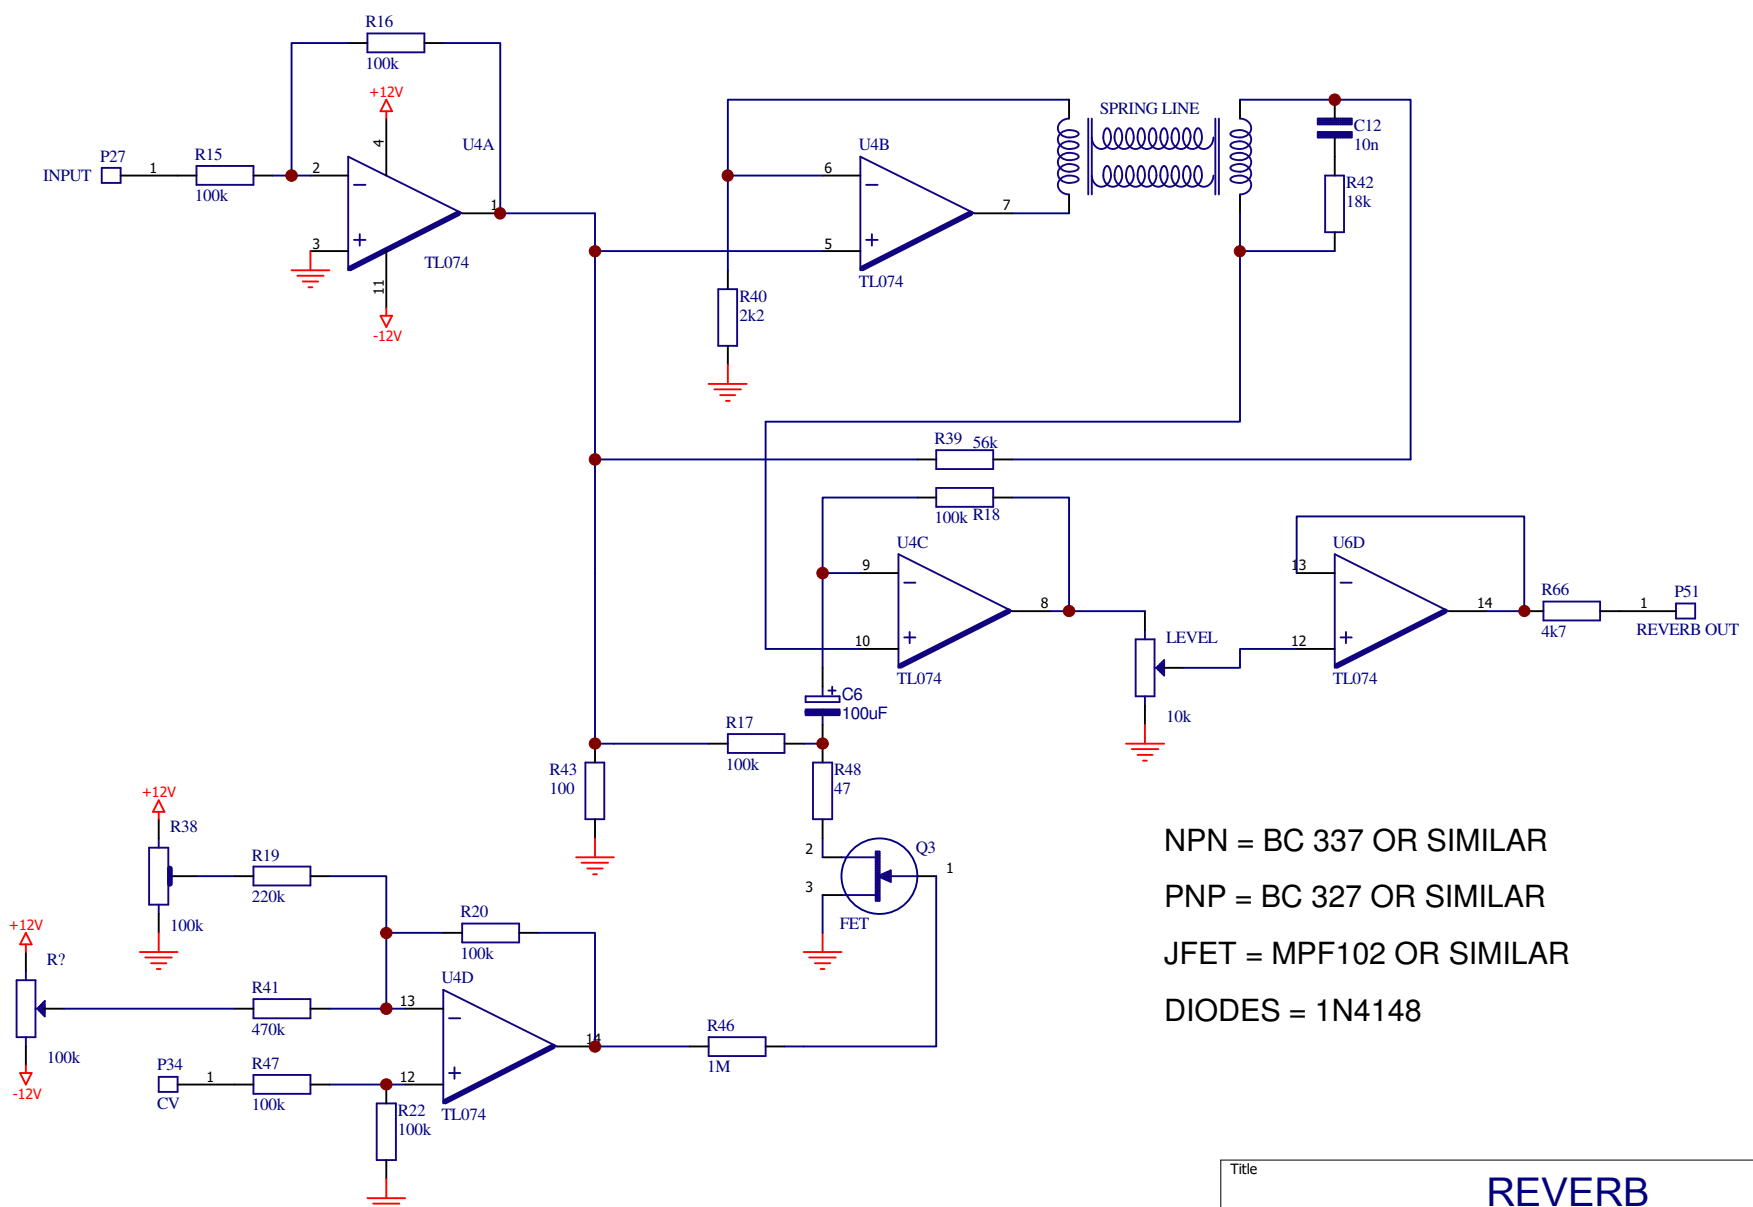 R16
100k
+12V
4
U4A
P27
INPUT
1
R15
100k
2
3
1
11
TL074
-12V
U4B
6
5
7
TL074
R40
2k2
SPRING LINE
C12
10n
R42
18k
R39 56k
100k R18
U4C
9
10
8
TL074
LEVEL
10k
U6D
13
12
14
TL074
R66
4k7
1
P51
REVERB OUT
+ C6
100uF
R17
100k
R43
100
R48
47
2
3
Q3
1
FET
+12V
R38
100k
R19
220k
R20
100k
+12V
R?
100k
-12V
R41
470k
U4D
13
12
14
TL074
P34
CV
1
R47
100k
R22
100k
R46
1M
NPN = BC 337 OR SIMILAR
PNP = BC 327 OR SIMILAR
JFET = MPF102 OR SIMILAR
DIODES = 1N4148
Title
REVERB